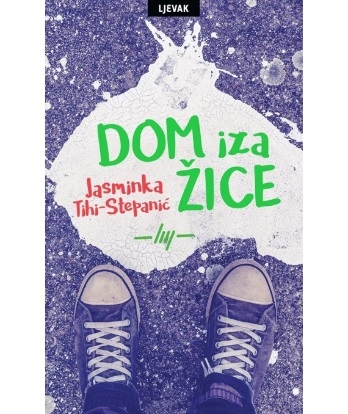 LJEVAK
DOM iza
Jasminka
Tihi-Stepanić
ŽICE